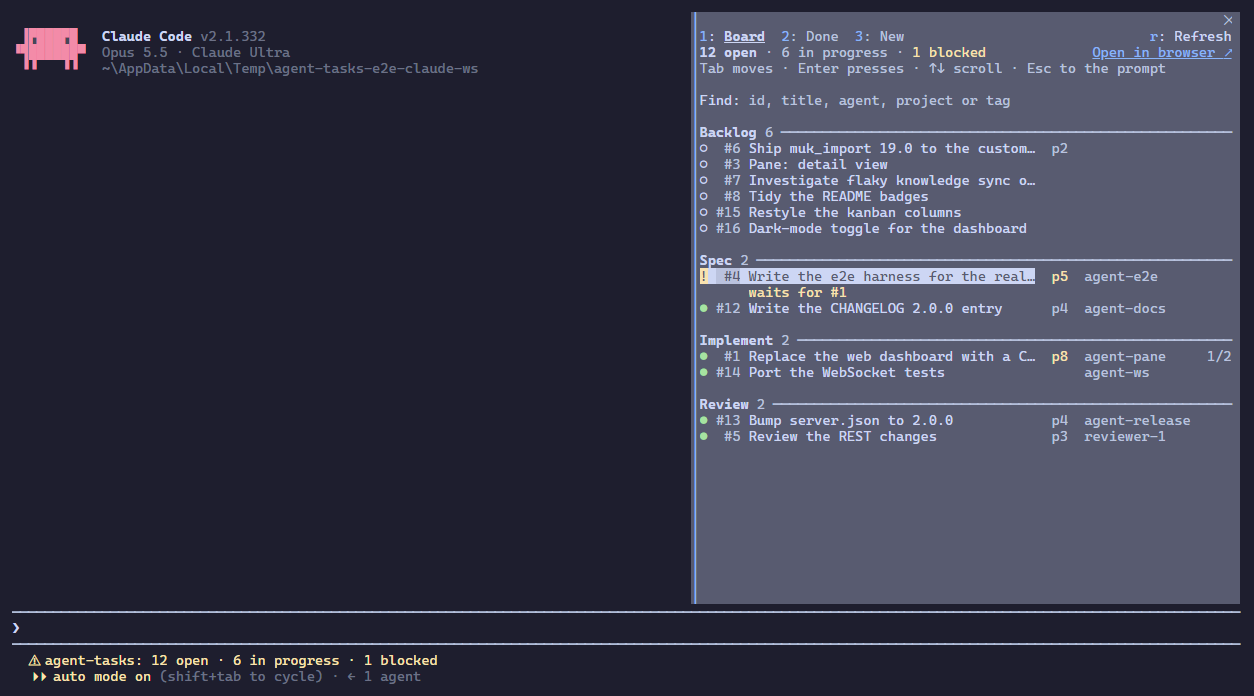 Claude Code v2.1.332
Opus 5.5 · Claude Ultra
~\AppData\Local\Temp\agent-tasks-e2e-claude-ws
×
1: Board 2: Done 3: New r: Refresh
12 open · 6 in progress · 1 blocked Open in browser ↗
Tab moves · Enter presses · ↑↓ scroll · Esc to the prompt
Find: id, title, agent, project or tag
Backlog 6
○ #6 Ship muk_import 19.0 to the custom… p2
○ #3 Pane: detail view
○ #7 Investigate flaky knowledge sync o…
○ #8 Tidy the README badges
○ #15 Restyle the kanban columns
○ #16 Dark-mode toggle for the dashboard
Spec 2
! #4 Write the e2e harness for the real… p5 agent-e2e
waits for #1
● #12 Write the CHANGELOG 2.0.0 entry p4 agent-docs
Implement 2
● #1 Replace the web dashboard with a C… p8 agent-pane 1/2
● #14 Port the WebSocket tests agent-ws
Review 2
● #13 Bump server.json to 2.0.0 p4 agent-release
● #5 Review the REST changes p3 reviewer-1
❯
⚠ agent-tasks: 12 open · 6 in progress · 1 blocked
⏵⏵ auto mode on (shift+tab to cycle) · ← 1 agent